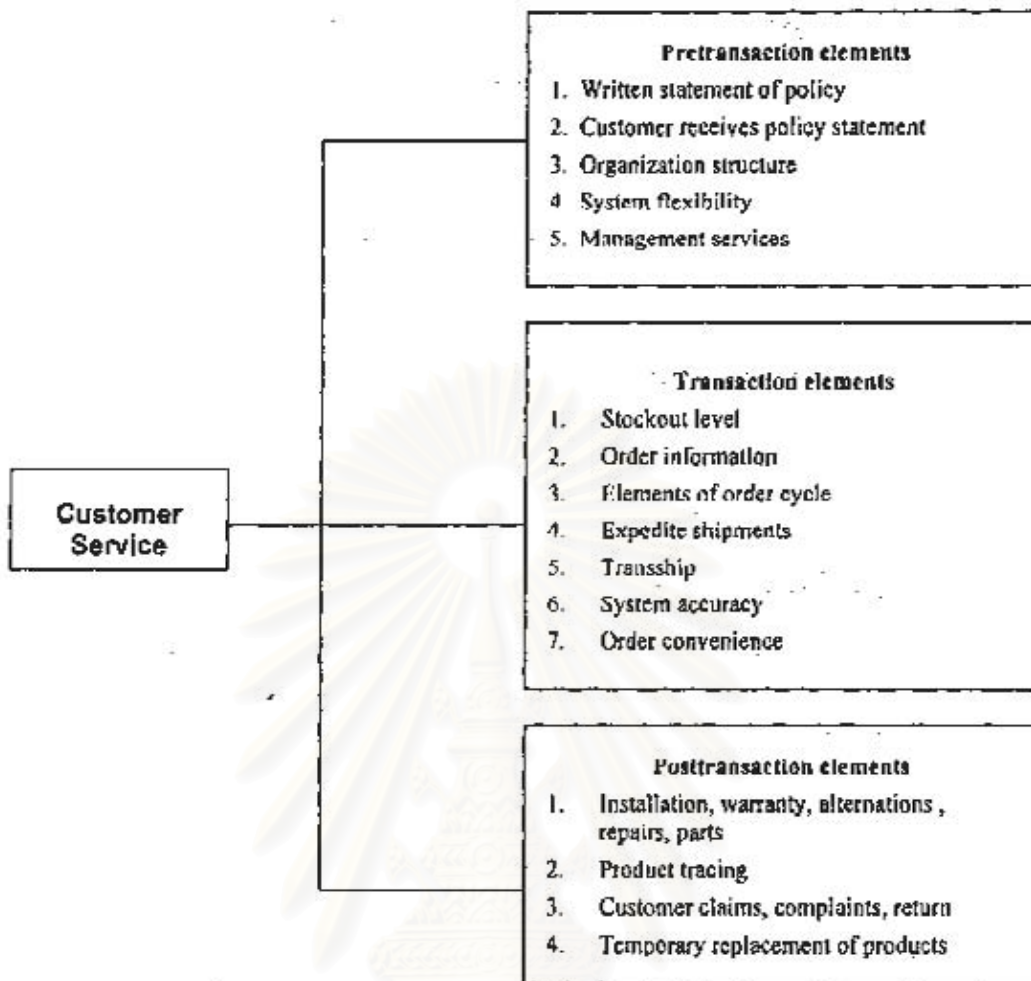 Pretransaction elements
1. Written statement of policy
2. Customer receives policy statement
3. Organization structure
4 System flexibility
5. Management services
Transaction elements
1. Stockout level
2. Order information
3. Elements of order cycle
4. Expedite shipments
5. Transship
6. System accuracy
7. Order convenience
Customer
Service
Posttransaction elements
1. Installation, warranty, alternations ,
repairs, parts
2. Product tracing
3. Customer claims, complaints, return
4. Temporary replacement of products